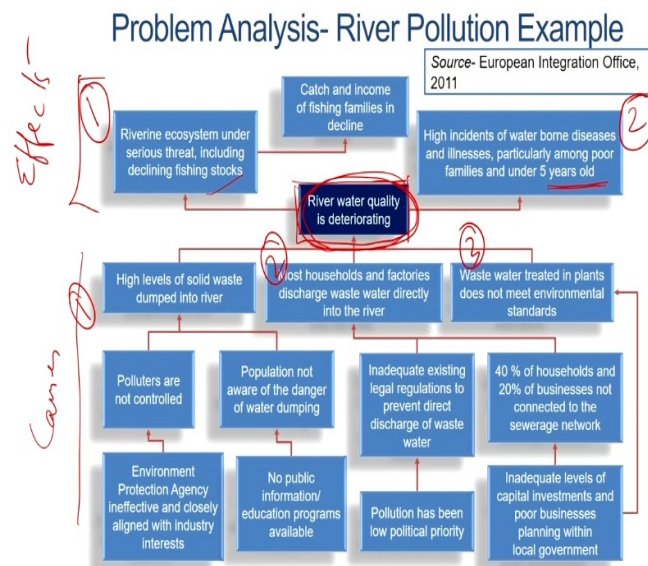 Problem Analysis- River Pollution Example
Source- European Integration Office,
2011
Effects-
1
Catch and income
of fishing families in
decline
Riverine ecosystem under
serious threat, including
declining fishing stocks
2
High incidents of water borne diseases
and illnesses, particularly among poor
families and under 5 years old
River water quality
is deteriorating
Causes
1
High levels of solid waste
dumped into river
2
Most households and factories
discharge waste water directly
into the river
3
Waste water treated in plants
does not meet environmental
standards
Polluters are
not controlled
Population not
aware of the danger
of water dumping
Inadequate existing
legal regulations to
prevent direct
discharge of waste
water
40 % of households and
20% of businesses not
connected to the
sewerage network
Environment
Protection Agency
ineffective and closely
aligned with industry
interests
No public
information/
education programs
available
Pollution has been
low political priority
Inadequate levels of
capital investments and
poor businesses
planning within
local government